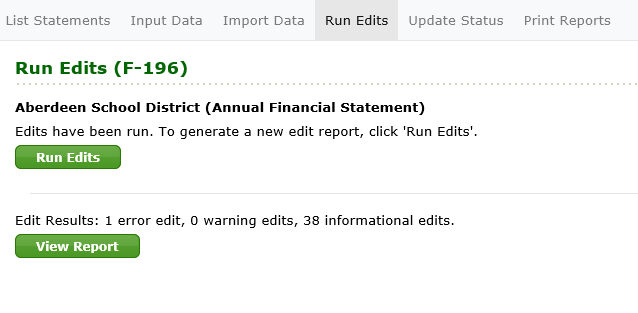 List Statements Input Data Import Data Run Edits Update Status Print Reports
Run Edits (F-196)
Aberdeen School District (Annual Financial Statement)
Edits have been run. To generate a new edit report, click 'Run Edits'.
Run Edits
Edit Results: 1 error edit, 0 warning edits, 38 informational edits.
View Report